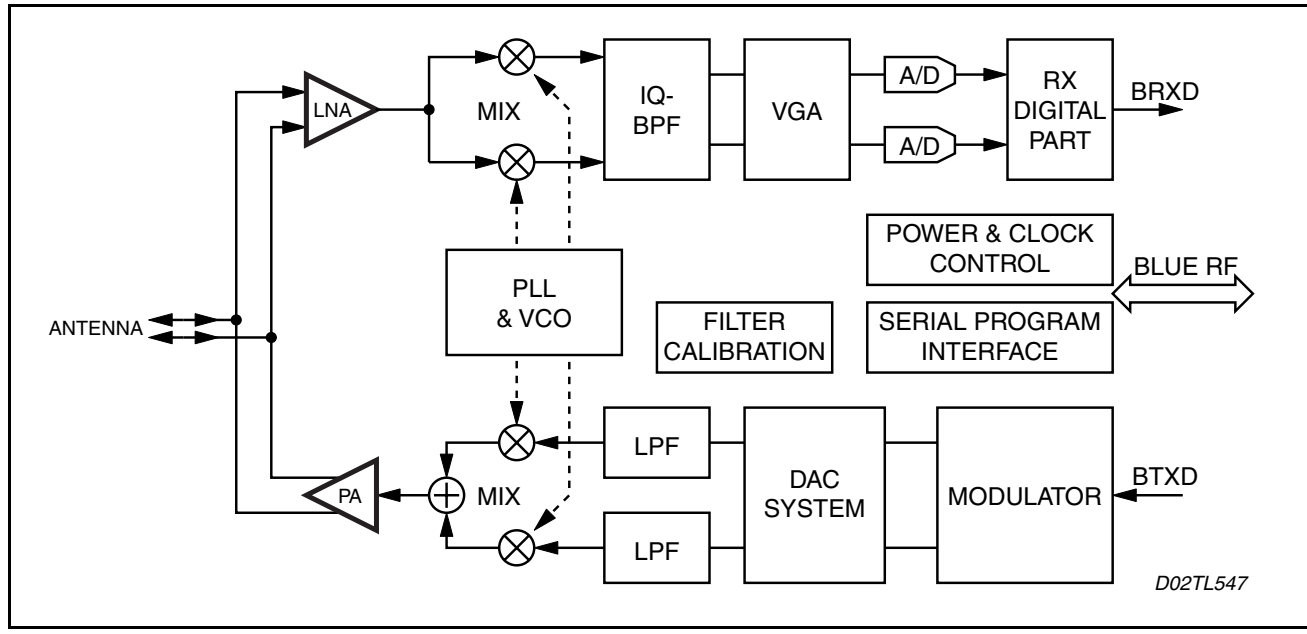 LNA
MIX
IQ-
BPF
VGA
A/D
A/D
RX
DIGITAL
PART
BRXD
POWER & CLOCK
CONTROL
BLUE RF
PLL
& VCO
FILTER
CALIBRATION
SERIAL PROGRAM
INTERFACE
ANTENNA
PA
MIX
LPF
LPF
DAC
SYSTEM
MODULATOR
BTXD
D02TL547